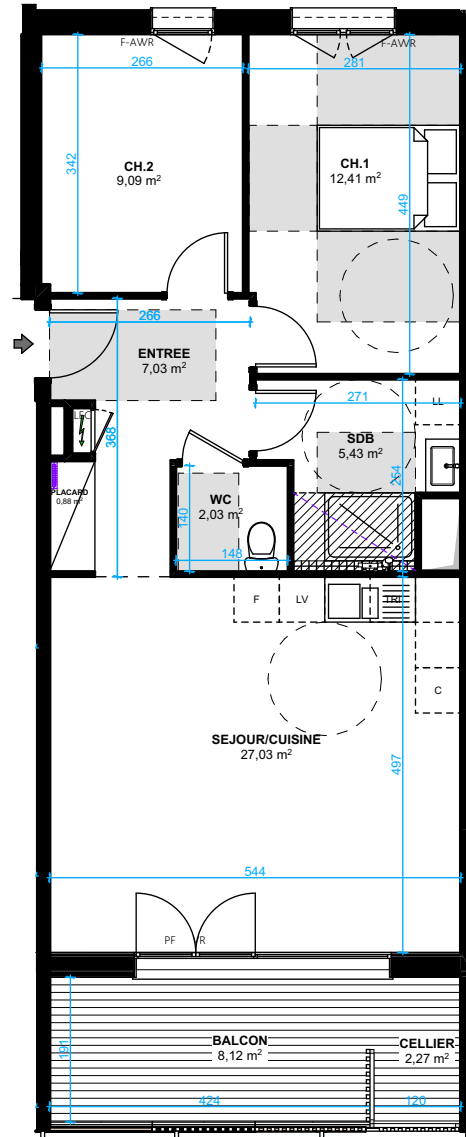 F-AWR
F-AWR
266
281
342
CH.2
9,09 m²
CH.1
12,41 m²
449
266
ENTREE
7,03 m²
271
LL
368
SDB
5,43 m²
254
PLACARD
0,88 m²
WC
2,03 m²
140
148
F
LV
TRI
C
SEJOUR/CUISINE
27,03 m²
497
544
PF
R
BALCON
8,12 m²
CELLIER
2,27 m²
191
424
120